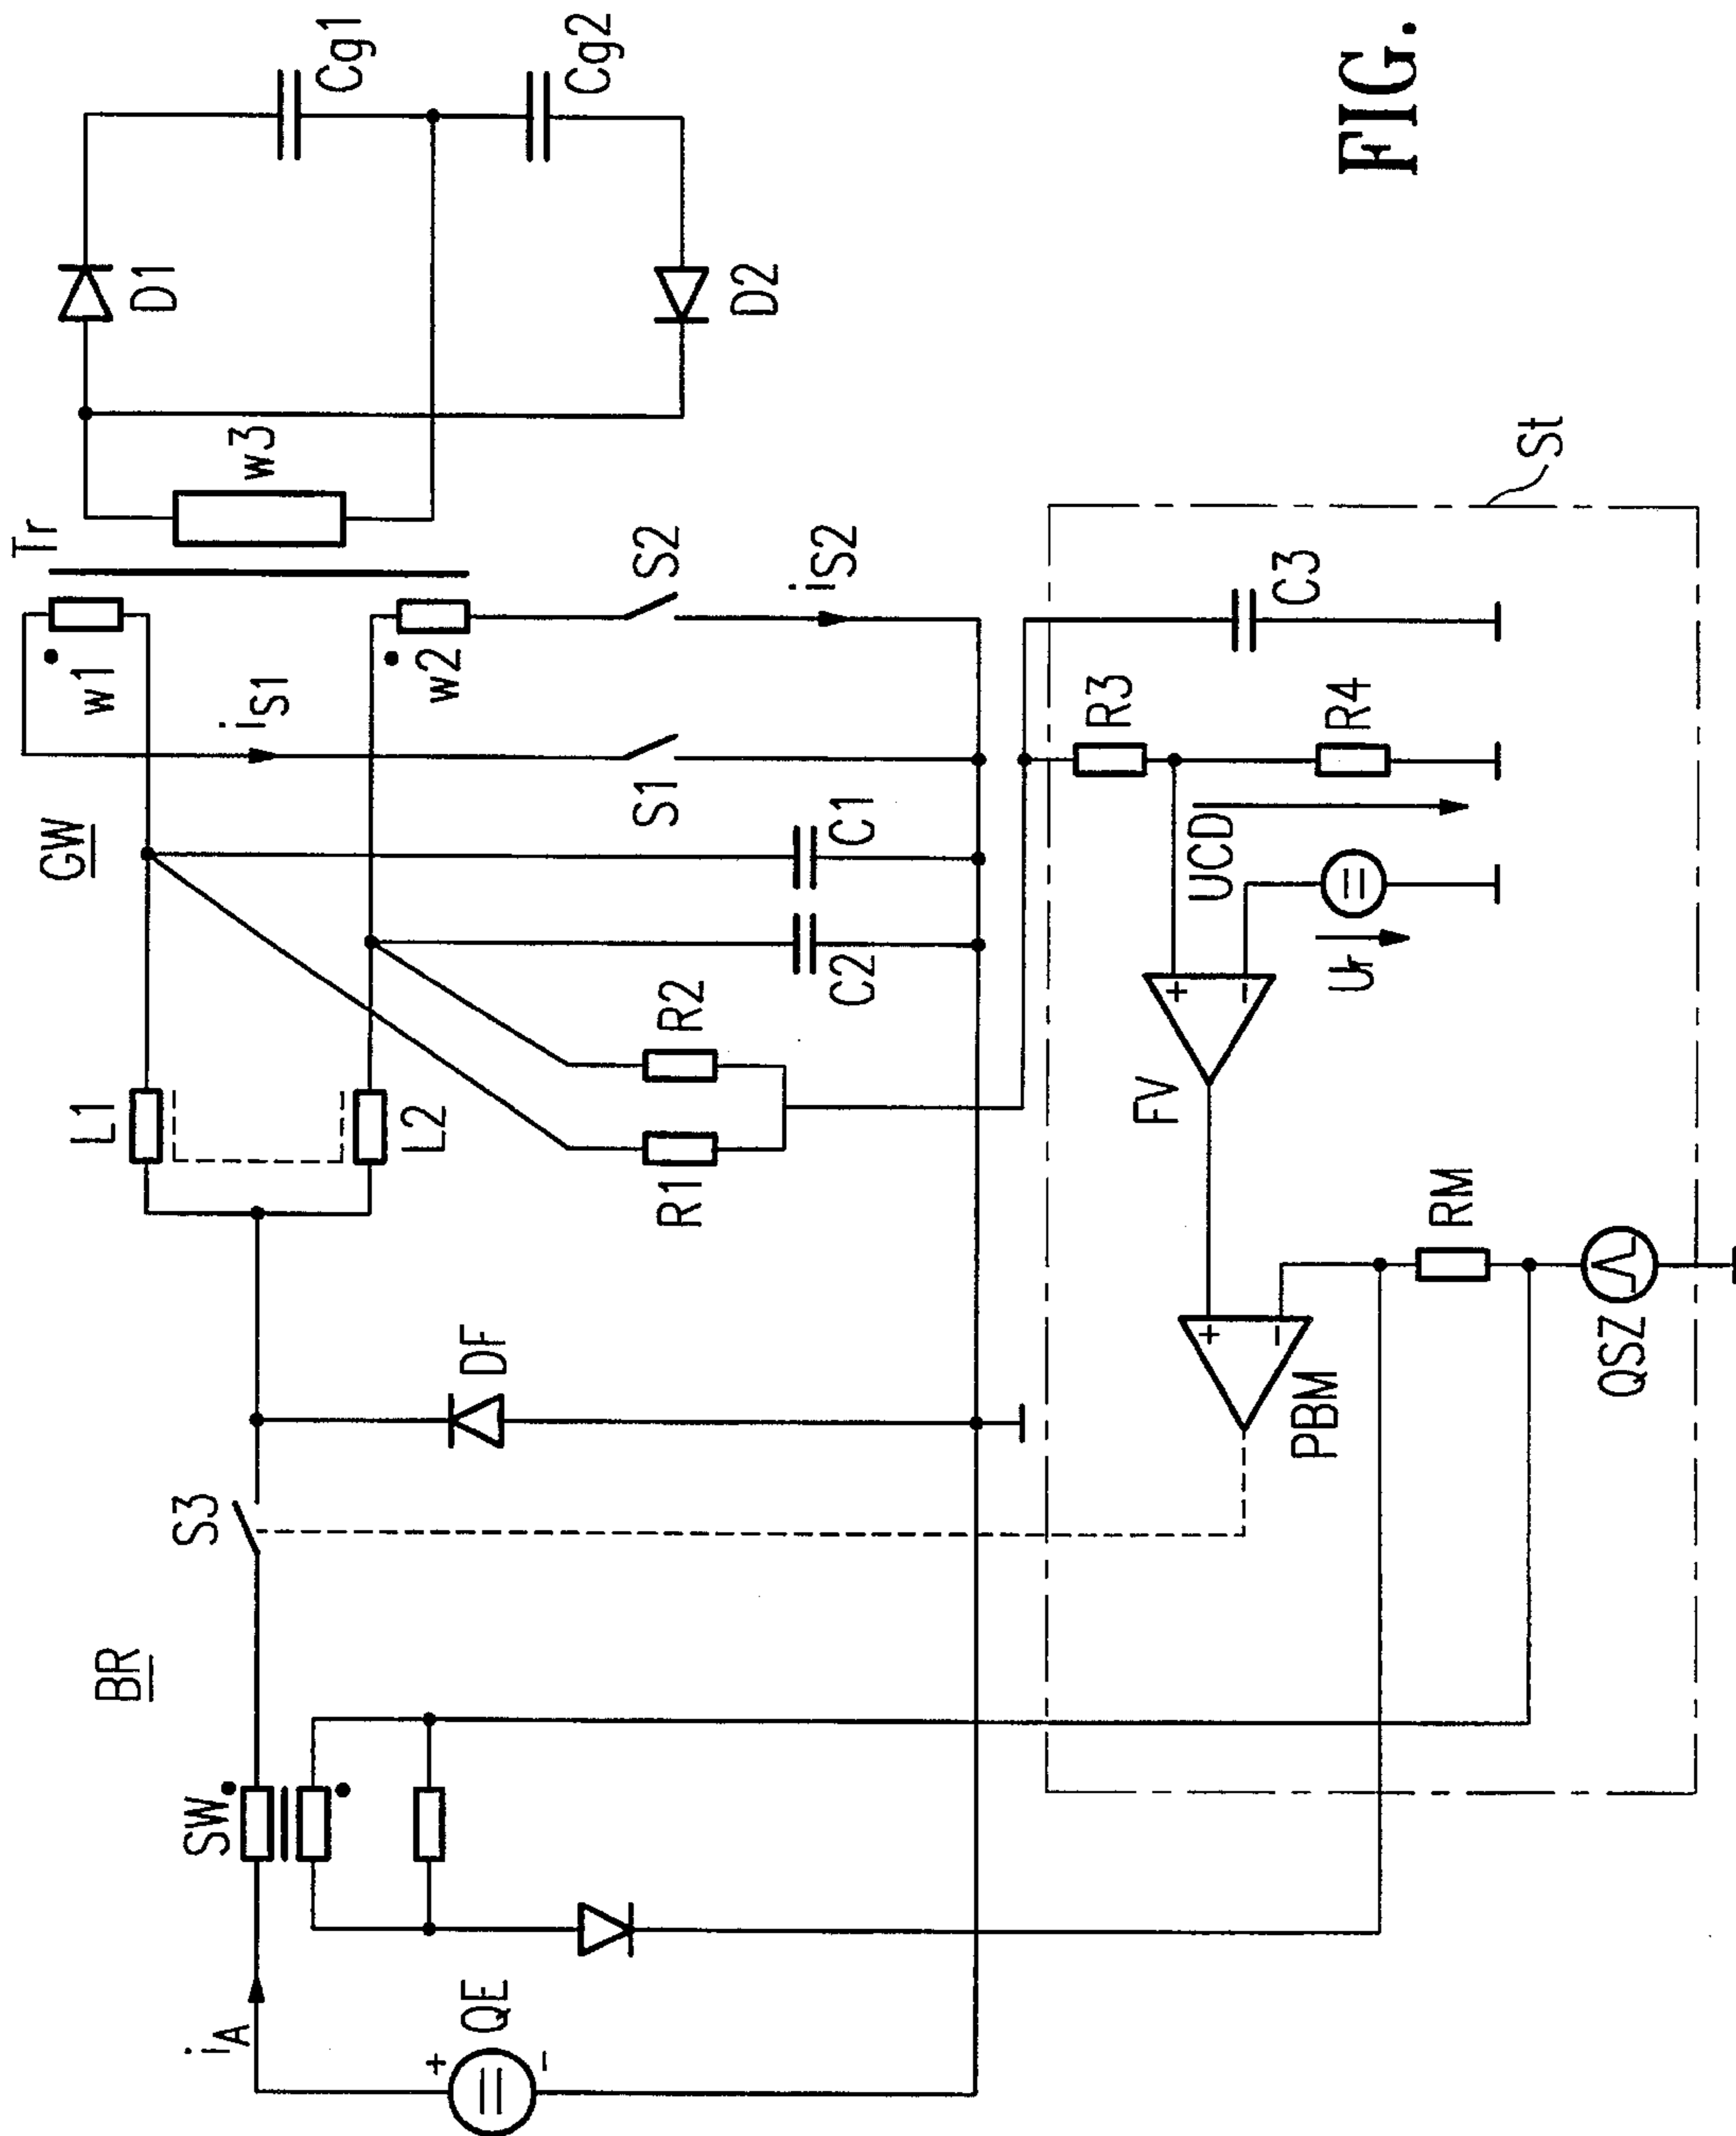 Tr
w1
w2
w3
D1
D2
Cg1
Cg2
GW
iS1
S1
S2
iS2
L1
L2
C1
C2
R1
R2
BR
S3
DF
SW
iA
+
QE
-
St
R3
C3
R4
UCD
Ur
+
-
FV
+
-
PBM
RM
QSZ
FIG.